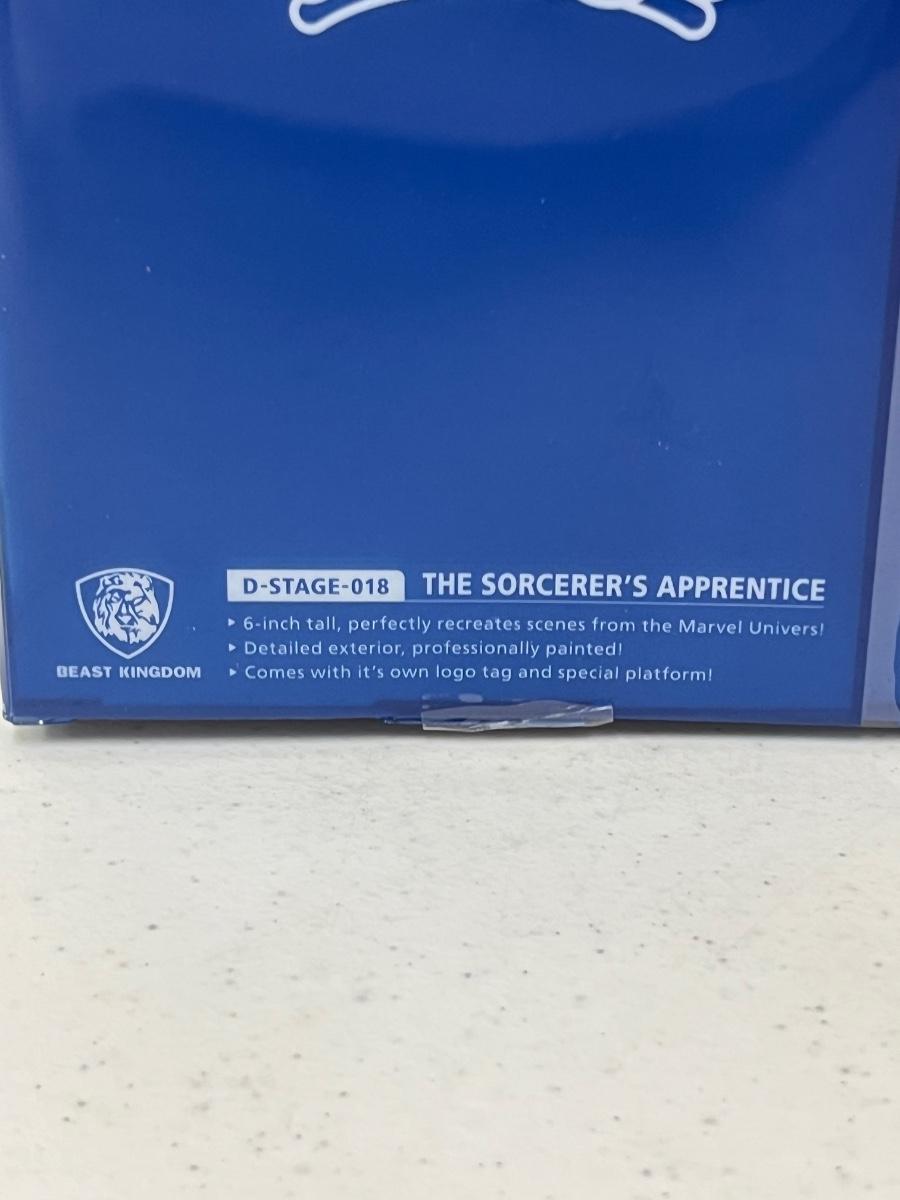 D-STAGE-018 THE SORCERER'S APPRENTICE
▸ 6-inch tall, perfectly recreates scenes from the Marvel Univers!
▸ Detailed exterior, professionally painted!
▸ Comes with it's own logo tag and special platform!
BEAST KINGDOM